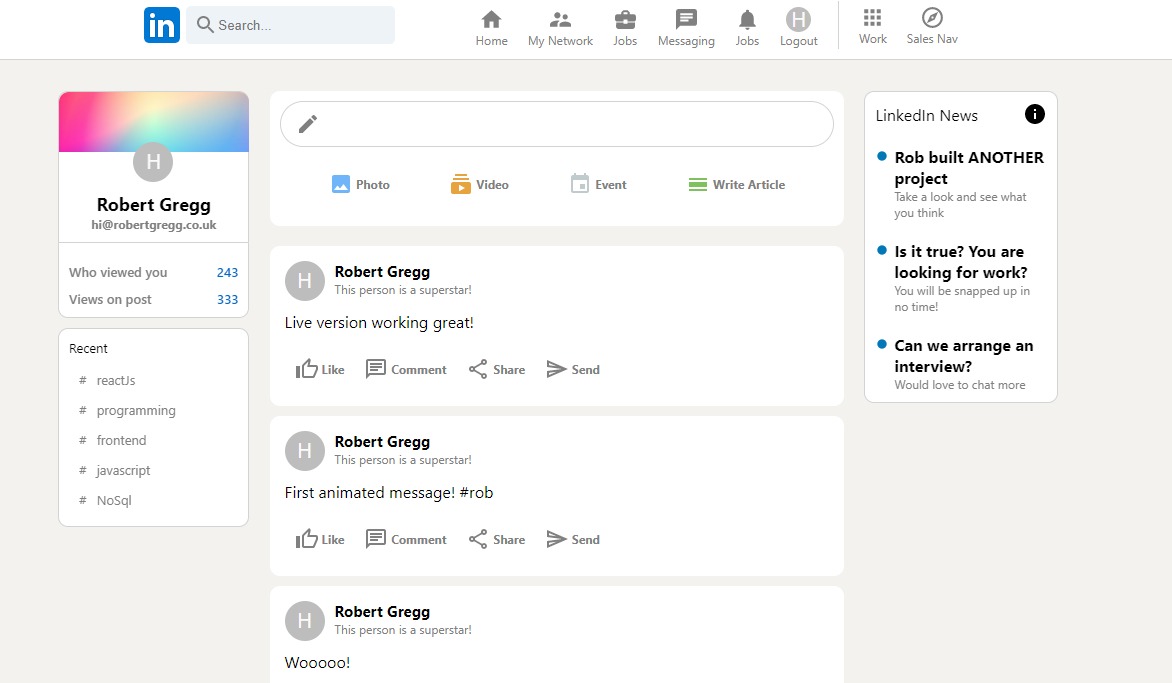 in
Search...
Home
My Network
Jobs
Messaging
Jobs
H
Logout
Work
Sales Nav
H
Robert Gregg
hi@robertgregg.co.uk
Who viewed you 243
Views on post 333
Recent
# reactJs
# programming
# frontend
# javascript
# NoSql
Photo
Video
Event
Write Article
H
Robert Gregg
This person is a superstar!
Live version working great!
Like Comment Share Send
H
Robert Gregg
This person is a superstar!
First animated message! #rob
Like Comment Share Send
H
Robert Gregg
This person is a superstar!
Wooooo!
LinkedIn News
Rob built ANOTHER
project
Take a look and see what
you think
Is it true? You are
looking for work?
You will be snapped up in
no time!
Can we arrange an
interview?
Would love to chat more